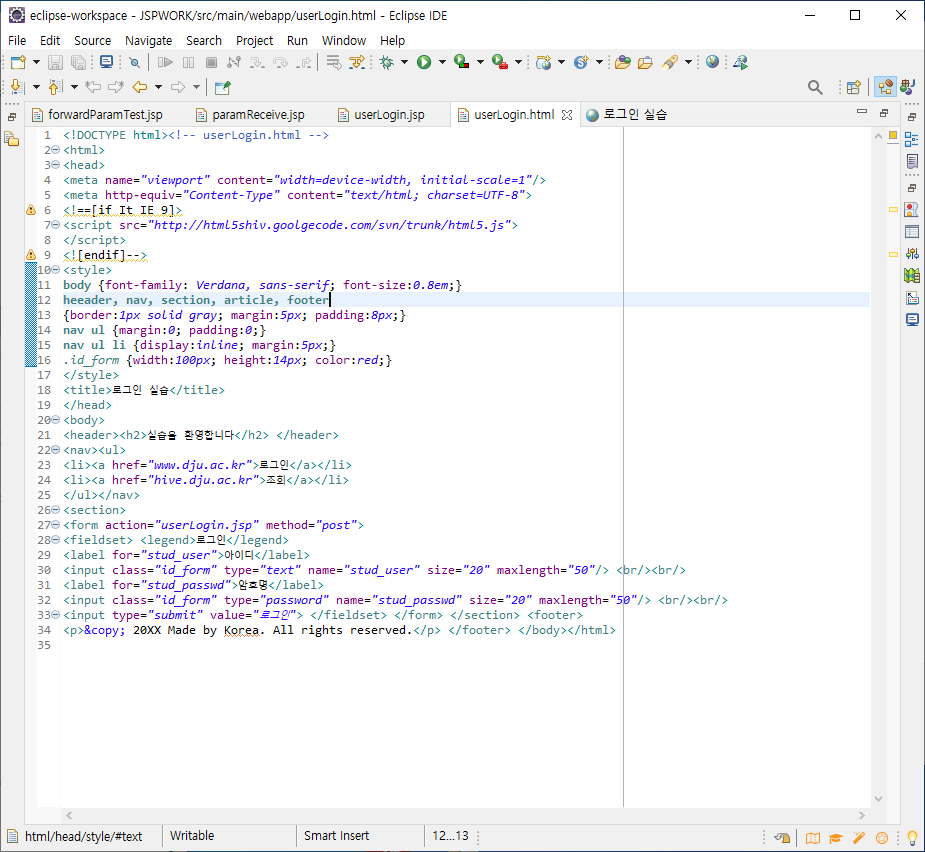 eclipse-workspace - JSPWORK/src/main/webapp/userLogin.html - Eclipse IDE
File Edit Source Navigate Search Project Run Window Help
forwardParamTest.jsp paramReceive.jsp userLogin.jsp userLogin.html 로그인 실습
1 <!DOCTYPE html><!-- userLogin.html -->
2 <html>
3 <head>
4 <meta name="viewport" content="width=device-width, initial-scale=1"/>
5 <meta http-equiv="Content-Type" content="text/html; charset=UTF-8">
6 <!==[if It IE 9]>
7 <script src="http://html5shiv.goolgecode.com/svn/trunk/html5.js">
8 </script>
9 <![endif]-->
10 <style>
11 body {font-family: Verdana, sans-serif; font-size:0.8em;}
12 heeader, nav, section, article, footer
13 {border:1px solid gray; margin:5px; padding:8px;}
14 nav ul {margin:0; padding:0;}
15 nav ul li {display:inline; margin:5px;}
16 .id_form {width:100px; height:14px; color:red;}
17 </style>
18 <title>로그인 실습</title>
19 </head>
20 <body>
21 <header><h2>실습을 환영합니다</h2> </header>
22 <nav><ul>
23 <li><a href="www.dju.ac.kr">로그인</a></li>
24 <li><a href="hive.dju.ac.kr">조회</a></li>
25 </ul></nav>
26 <section>
27 <form action="userLogin.jsp" method="post">
28 <fieldset> <legend>로그인</legend>
29 <label for="stud_user">아이디</label>
30 <input class="id_form" type="text" name="stud_user" size="20" maxlength="50"/> <br/><br/>
31 <label for="stud_passwd">암호명</label>
32 <input class="id_form" type="password" name="stud_passwd" size="20" maxlength="50"/> <br/><br/>
33 <input type="submit" value="로그인"> </fieldset> </form> </section> <footer>
34 <p>&copy; 20XX Made by Korea. All rights reserved.</p> </footer> </body></html>
35
html/head/style/#text Writable Smart Insert 12...13